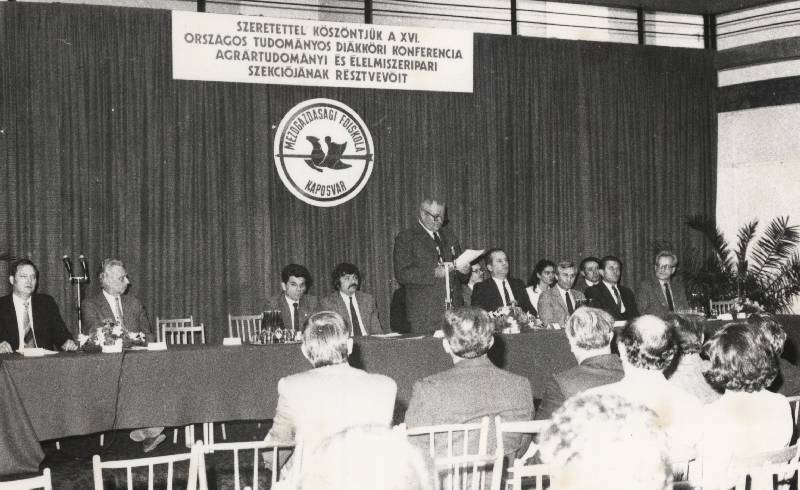 SZERETETTEL KÖSZÖNTJÜK A XVI.
ORSZÁGOS TUDOMÁNYOS DIÁKKÖRI KONFERENCIA
AGRÁRTUDOMÁNYI ÉS ÉLELMISZERIPARI
SZEKCIÓJÁNAK RÉSZTVEVŐIT
MEZŐGAZDASÁGI FŐISKOLA
KAPOSVÁR